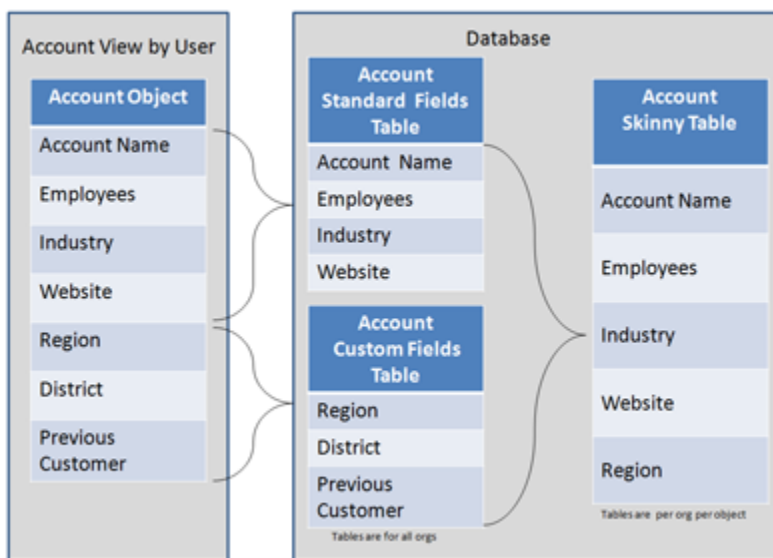 Account View by User
Account Object
Account Name
Employees
Industry
Website
Region
District
Previous
Customer
Database
Account
Standard Fields
Table
Account Name
Employees
Industry
Website
Account
Custom Fields
Table
Region
District
Previous
Customer
Tables are for all orgs
Account
Skinny Table
Account Name
Employees
Industry
Website
Region
Tables are per org per object